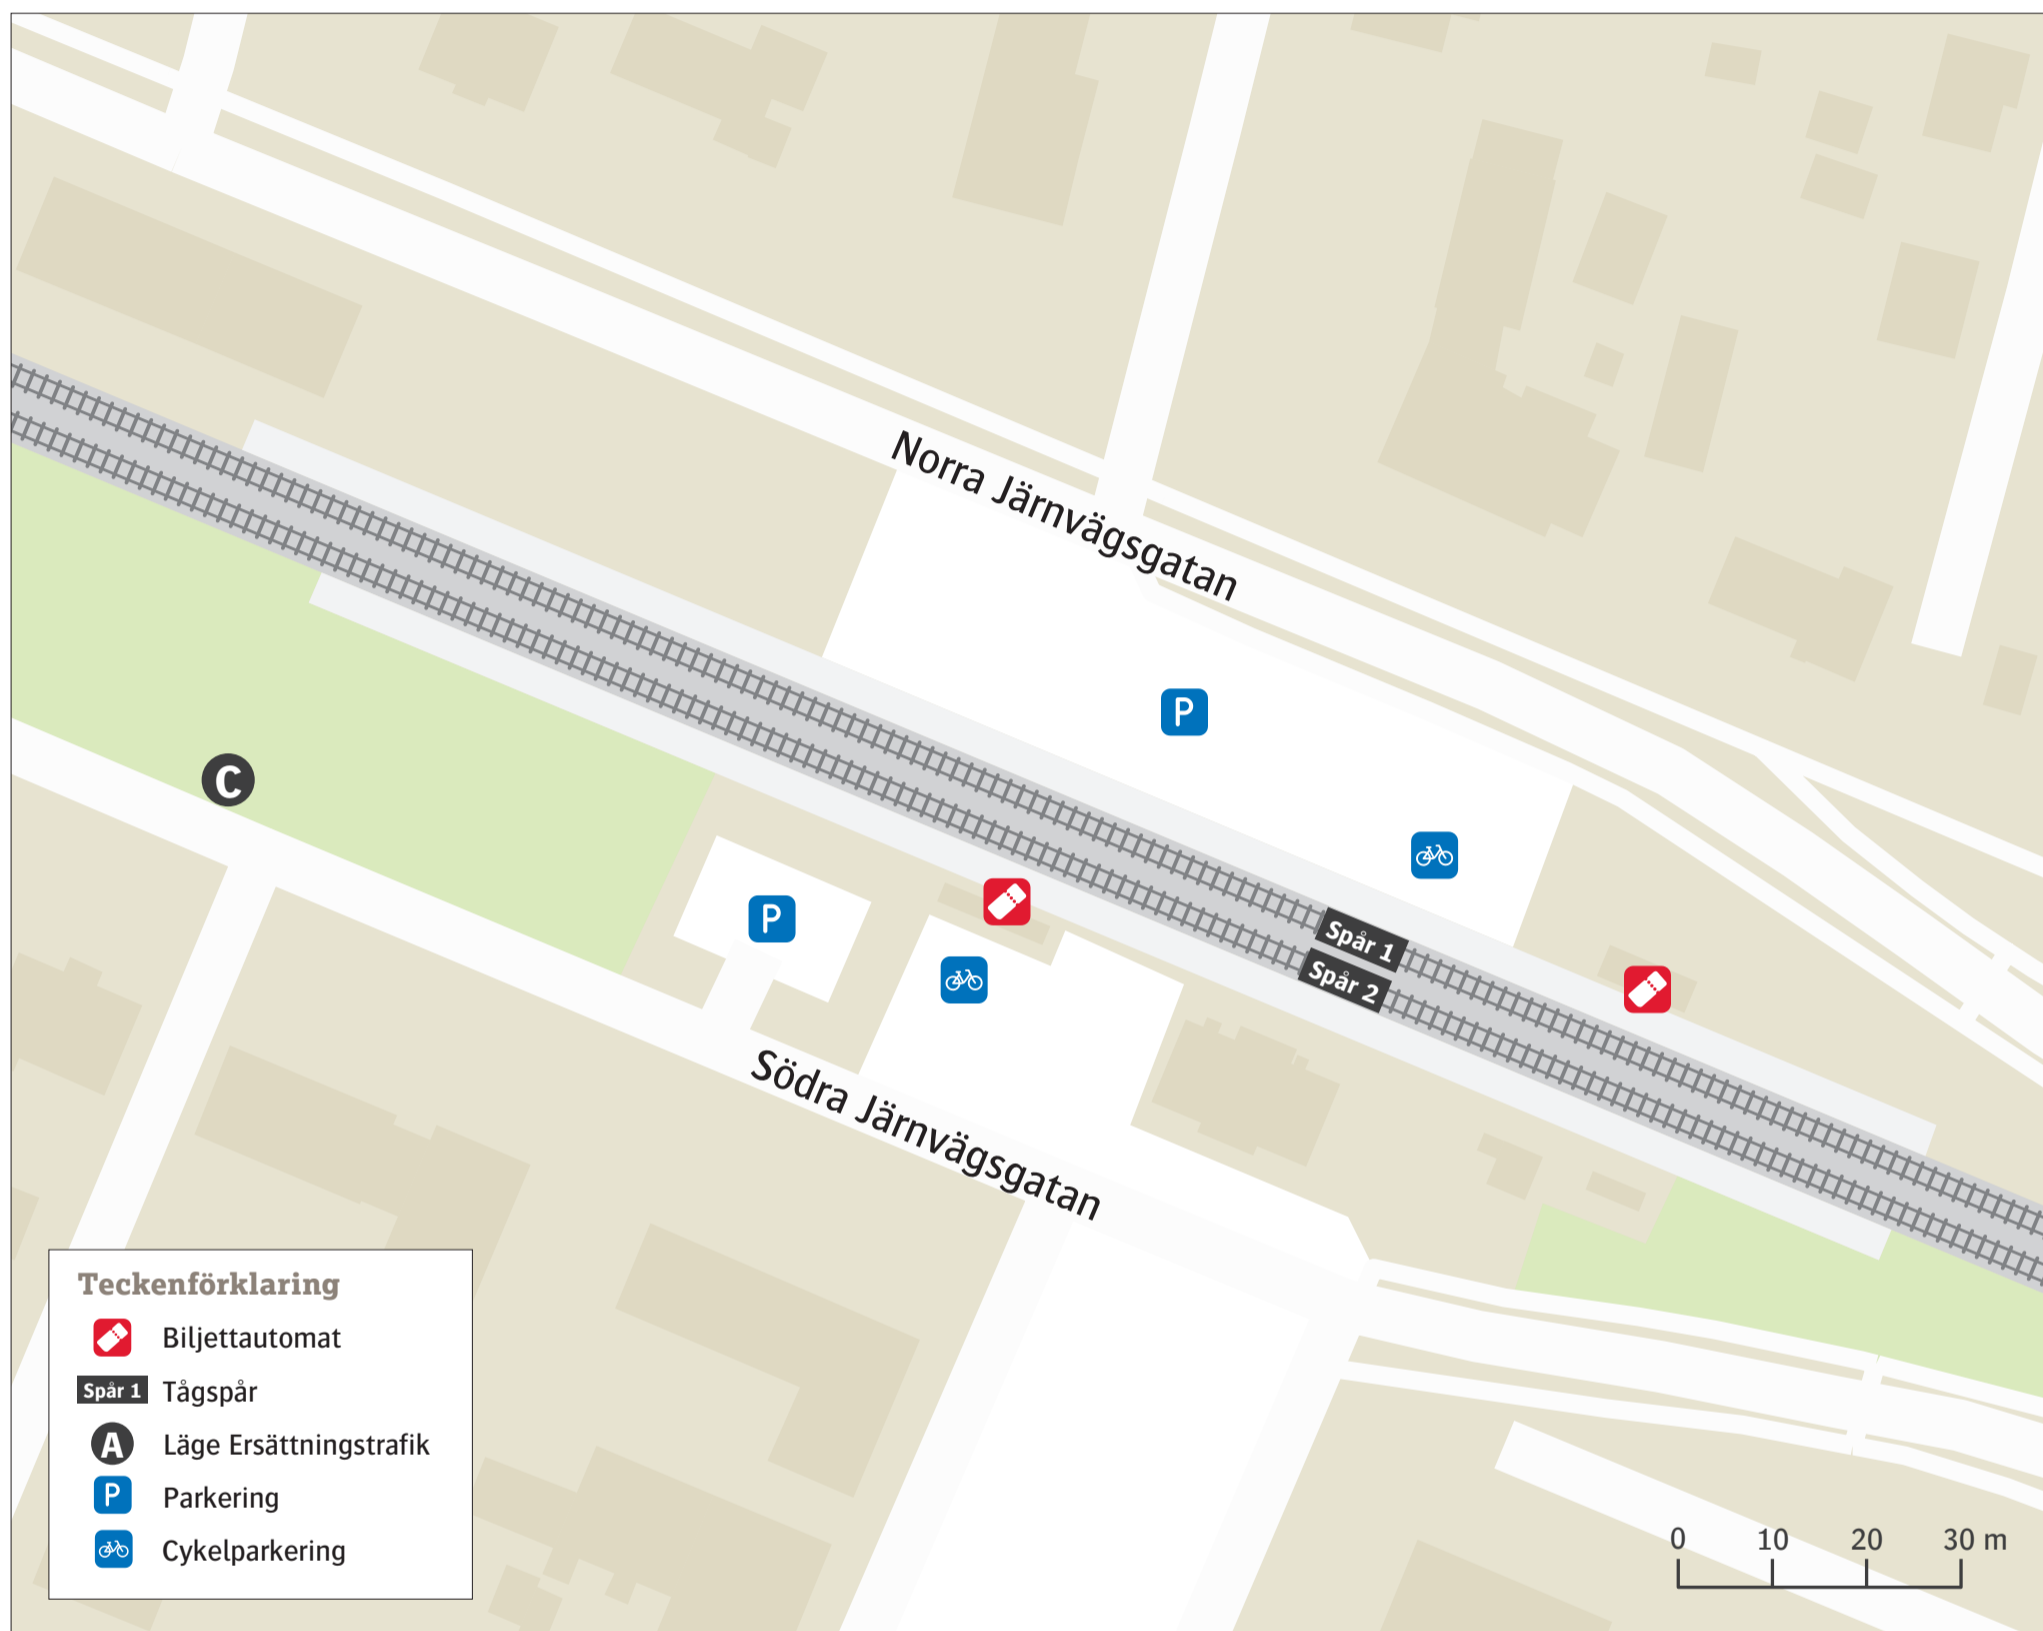 Norra Järnvägsgatan
P
C
P
Spår 1
Spår 2
Södra Järnvägsgatan
Teckenförklaring
Biljettautomat
Spår 1 Tågspår
A Läge Ersättningstrafik
P Parkering
Cykelparkering
0 10 20 30 m